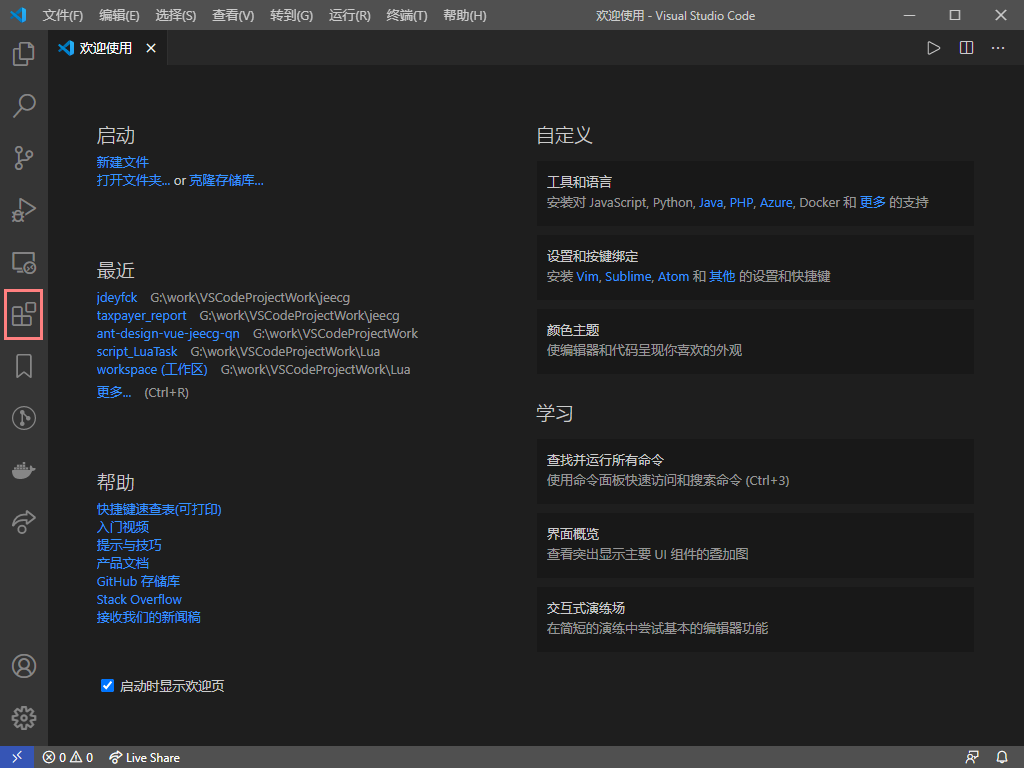 文件(F) 编辑(E) 选择(S) 查看(V) 转到(G) 运行(R) 终端(T) 帮助(H) 欢迎使用 - Visual Studio Code
欢迎使用
启动
新建文件
打开文件夹... or 克隆存储库...
最近
jdeyfck G:\work\VSCodeProjectWork\jeecg
taxpayer_report G:\work\VSCodeProjectWork\jeecg
ant-design-vue-jeecg-qn G:\work\VSCodeProjectWork
script_LuaTask G:\work\VSCodeProjectWork\Lua
workspace (工作区) G:\work\VSCodeProjectWork\Lua
更多... (Ctrl+R)
帮助
快捷键速查表(可打印)
入门视频
提示与技巧
产品文档
GitHub 存储库
Stack Overflow
接收我们的新闻稿
启动时显示欢迎页
自定义
工具和语言
安装对 JavaScript, Python, Java, PHP, Azure, Docker 和 更多 的支持
设置和按键绑定
安装 Vim, Sublime, Atom 和 其他 的设置和快捷键
颜色主题
使编辑器和代码呈现你喜欢的外观
学习
查找并运行所有命令
使用命令面板快速访问和搜索命令 (Ctrl+3)
界面概览
查看突出显示主要 UI 组件的叠加图
交互式演练场
在简短的演练中尝试基本的编辑器功能
0 0 Live Share